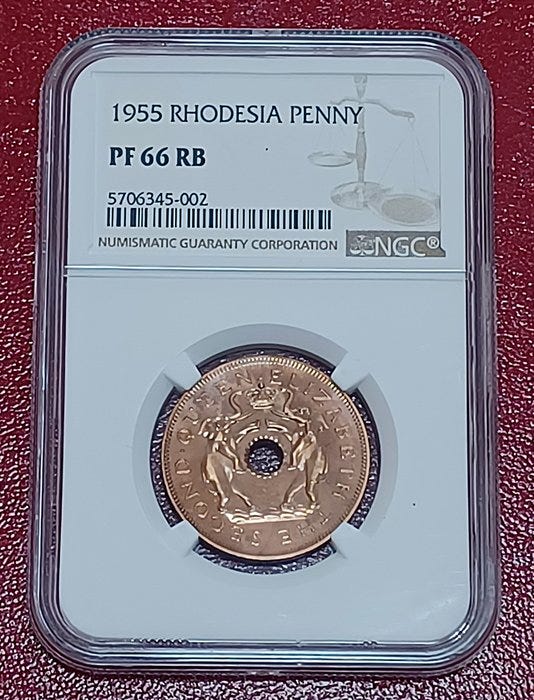 1955 RHODESIA PENNY
PF 66 RB
5706345-002
NUMISMATIC GUARANTY CORPORATION
NGC®
QUEEN·ELIZABETH·THE SECOND·